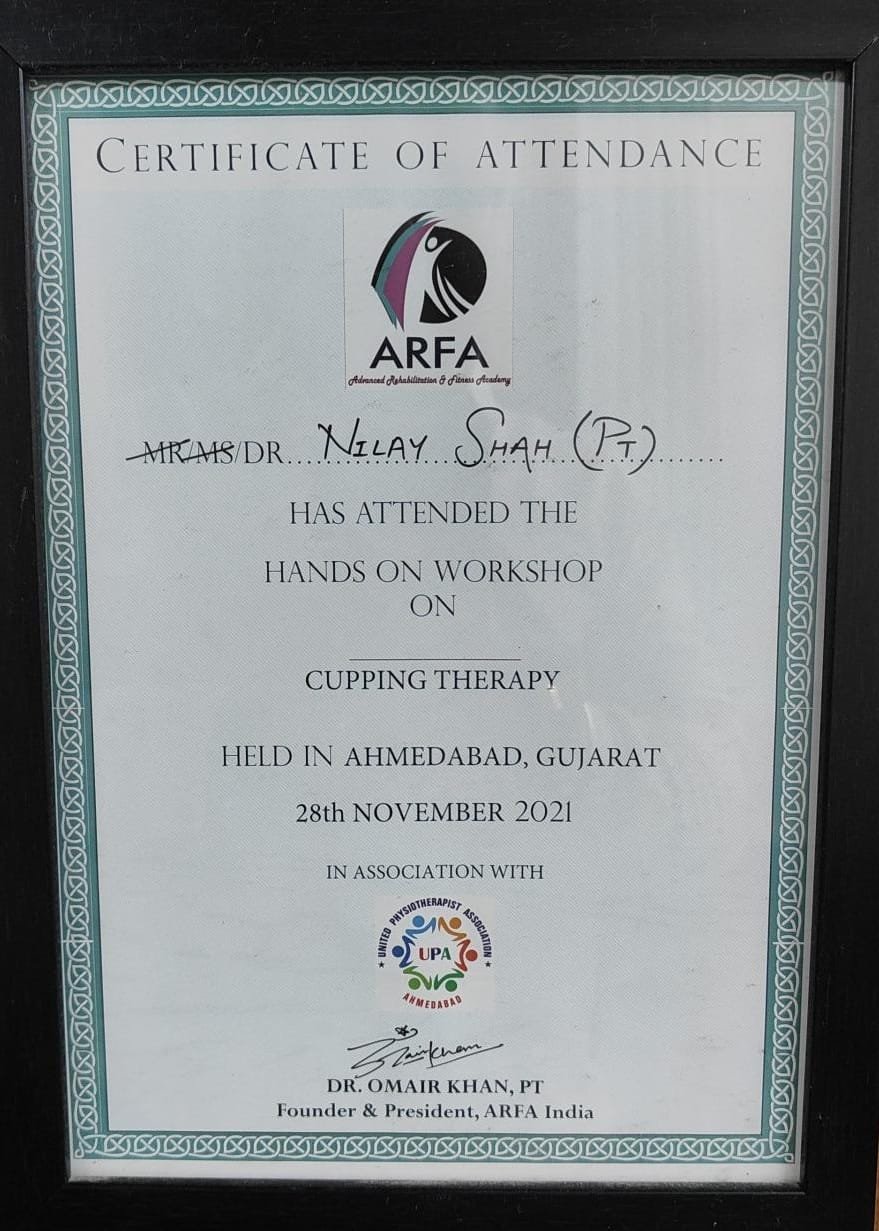 CERTIFICATE OF ATTENDANCE
ARFA
Advanced Rehabilitation & Fitness Academy
MR/MS/DR. NILAY SHAH (PT)
HAS ATTENDED THE
HANDS ON WORKSHOP
ON
CUPPING THERAPY
HELD IN AHMEDABAD, GUJARAT
28th NOVEMBER 2021
IN ASSOCIATION WITH
UNITED PHYSIOTHERAPIST ASSOCIATION
UPA
AHMEDABAD
DR. OMAIR KHAN, PT
Founder & President, ARFA India